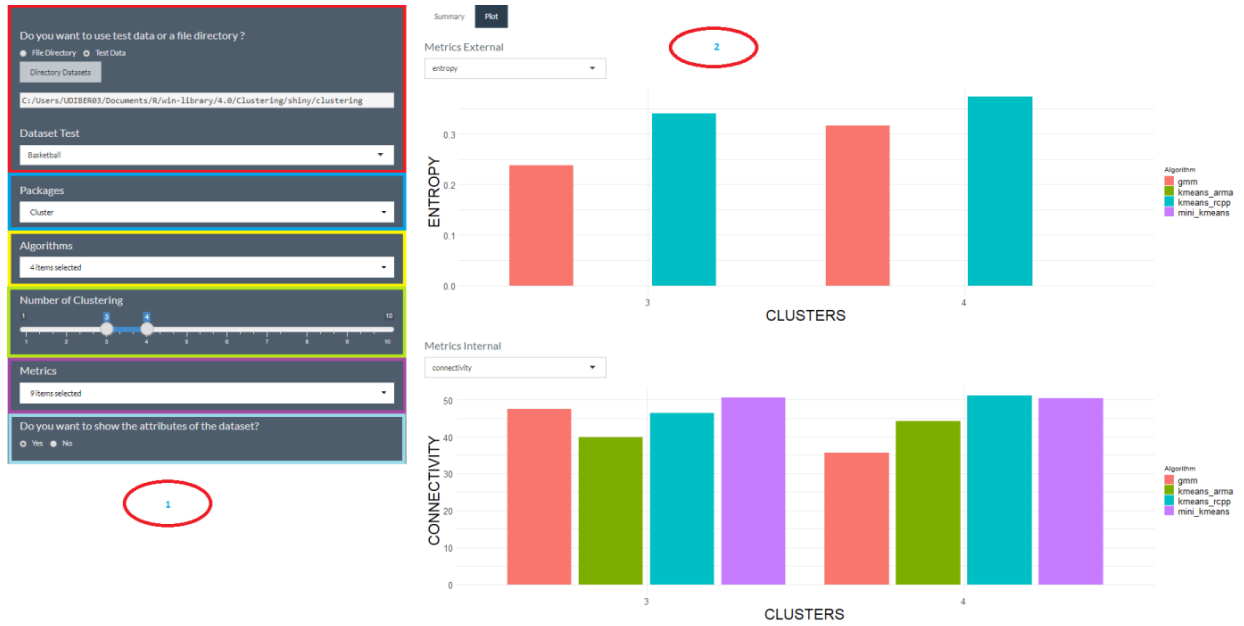 Do you want to use test data or a file directory ?
File Directory Test Data
Directory Datasets
C:/Users/UDIBER03/Documents/R/win-library/4.0/Clustering/shiny/clustering
Dataset Test
Basketball
Packages
Cluster
Algorithms
4 items selected
Number of Clustering
1 3 4 10
1 2 3 4 5 6 7 8 9 10
Metrics
9 items selected
Do you want to show the attributes of the dataset?
Yes No
1
Summary Plot
2
Metrics External
entropy
ENTROPY
0.3
0.2
0.1
0.0
3 4
CLUSTERS
Algorithm
gmm
kmeans_arma
kmeans_rcpp
mini_kmeans
Metrics Internal
connectivity
CONNECTIVITY
50
40
30
20
10
0
3 4
CLUSTERS
Algorithm
gmm
kmeans_arma
kmeans_rcpp
mini_kmeans